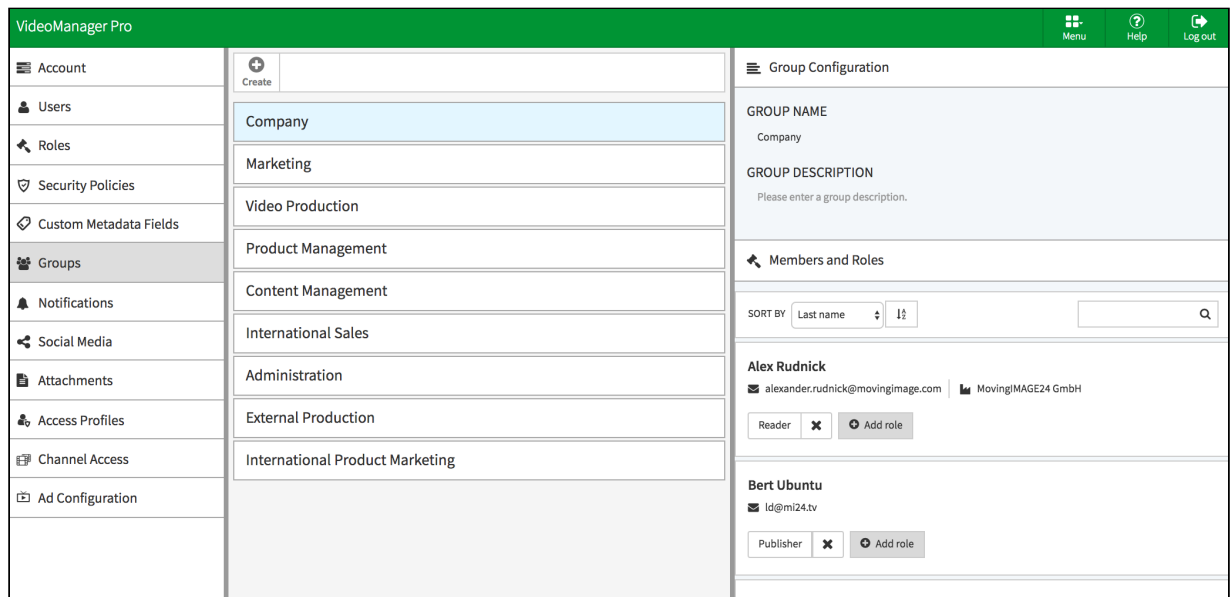 VideoManager Pro
Menu
Help
Log out
Account
Users
Roles
Security Policies
Custom Metadata Fields
Groups
Notifications
Social Media
Attachments
Access Profiles
Channel Access
Ad Configuration
Create
Company
Marketing
Video Production
Product Management
Content Management
International Sales
Administration
External Production
International Product Marketing
Group Configuration
GROUP NAME
Company
GROUP DESCRIPTION
Please enter a group description.
Members and Roles
SORT BY Last name
Alex Rudnick
alexander.rudnick@movingimage.com MovingIMAGE24 GmbH
Reader Add role
Bert Ubuntu
ld@mi24.tv
Publisher Add role